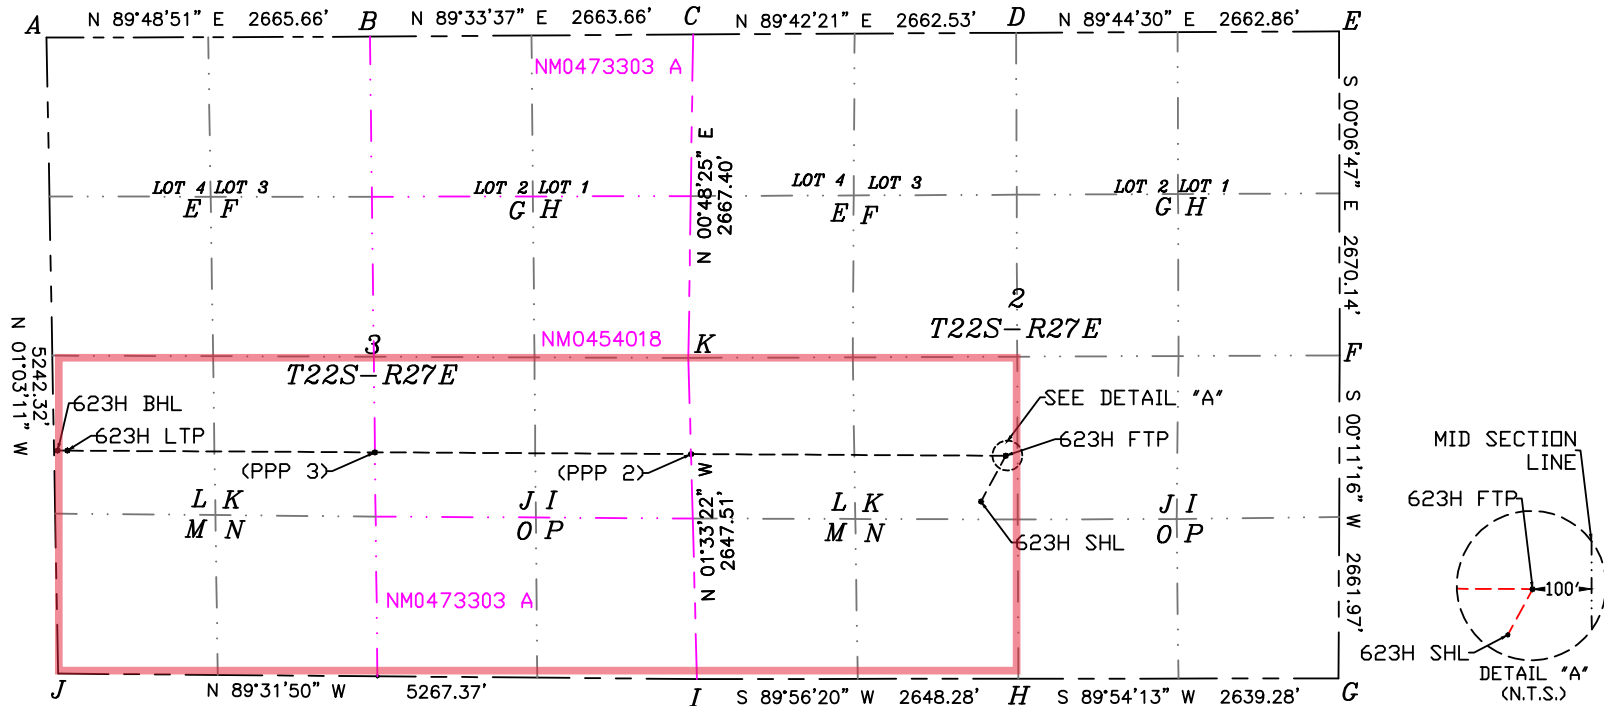 A N 89°48'51" E 2665.66' B N 89°33'37" E 2663.66' C N 89°42'21" E 2662.53' D N 89°44'30" E 2662.86' E
NM0473303 A
S 00°06'47" E 2670.14'
N 00°48'25" E
2667.40'
LOT 4 LOT 3 LOT 2 LOT 1 LOT 4 LOT 3 LOT 2 LOT 1
E F G H E F G H
2
T22S-R27E
NM0454018 K F
3
T22S-R27E
N 01°03'11" W
5242.32'
623H BHL
SEE DETAIL "A"
623H LTP
623H FTP
(PPP 3) (PPP 2)
S 00°11'16" W 2661.97'
MID SECTION
LINE
623H FTP
L K J I L K J I
M N O P M N O P
623H SHL
N 01°33'22" W
2647.51'
NM0473303 A
100'
623H SHL
DETAIL "A"
(N.T.S.)
J N 89°31'50" W 5267.37' I S 89°56'20" W 2648.28' H S 89°54'13" W 2639.28' G